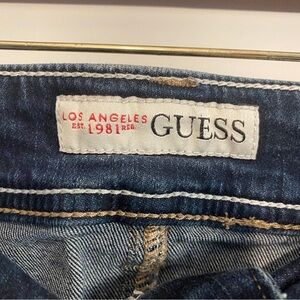 LOS ANGELES
EST. 1981 REG. GUESS